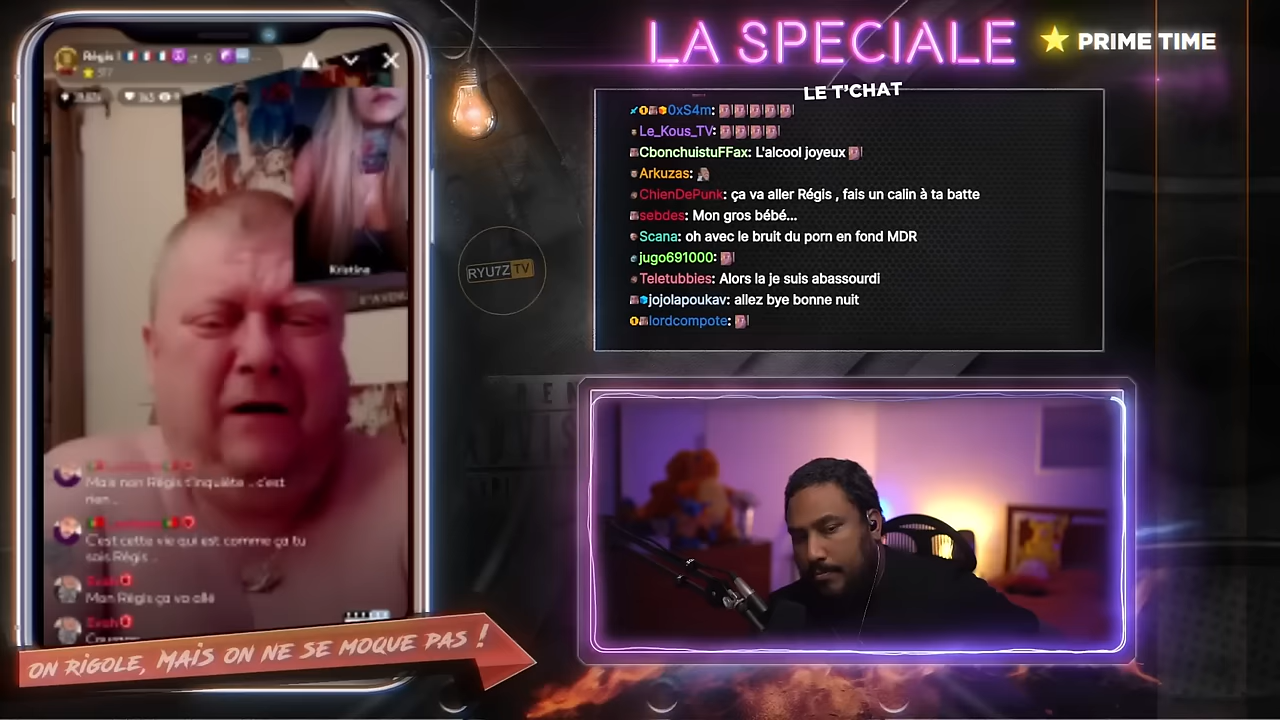 Régis
517
Kristina
Mais non Régis t'inquiète .. c'est
rien ..
C'est cette vie qui est comme ça tu
sais Régis ..
Evah
Mon Régis ça va allé
Evah
ON RIGOLE, MAIS ON NE SE MOQUE PAS !
RYU7Z TV
LA SPECIALE
PRIME TIME
LE T'CHAT
0xS4m:
Le_Kous_TV:
CbonchuistuFFax: L'alcool joyeux
Arkuzas:
ChienDePunk: ça va aller Régis , fais un calin à ta batte
sebdes: Mon gros bébé...
Scana: oh avec le bruit du porn en fond MDR
jugo691000:
Teletubbies: Alors la je suis abassourdi
jojolapoukav: allez bye bonne nuit
lordcompote: